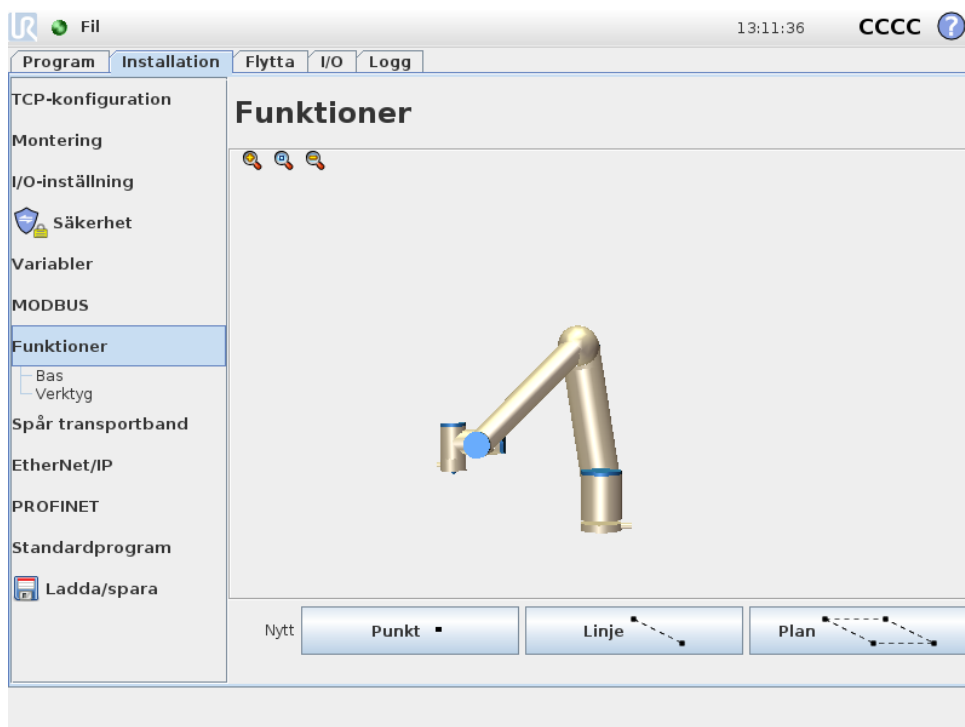 UR Fil 13:11:36 CCCC ?
Program Installation Flytta I/O Logg
TCP-konfiguration
Montering
I/O-inställning
Säkerhet
Variabler
MODBUS
Funktioner
Bas
Verktyg
Spår transportband
EtherNet/IP
PROFINET
Standardprogram
Ladda/spara
Funktioner
Nytt Punkt Linje Plan